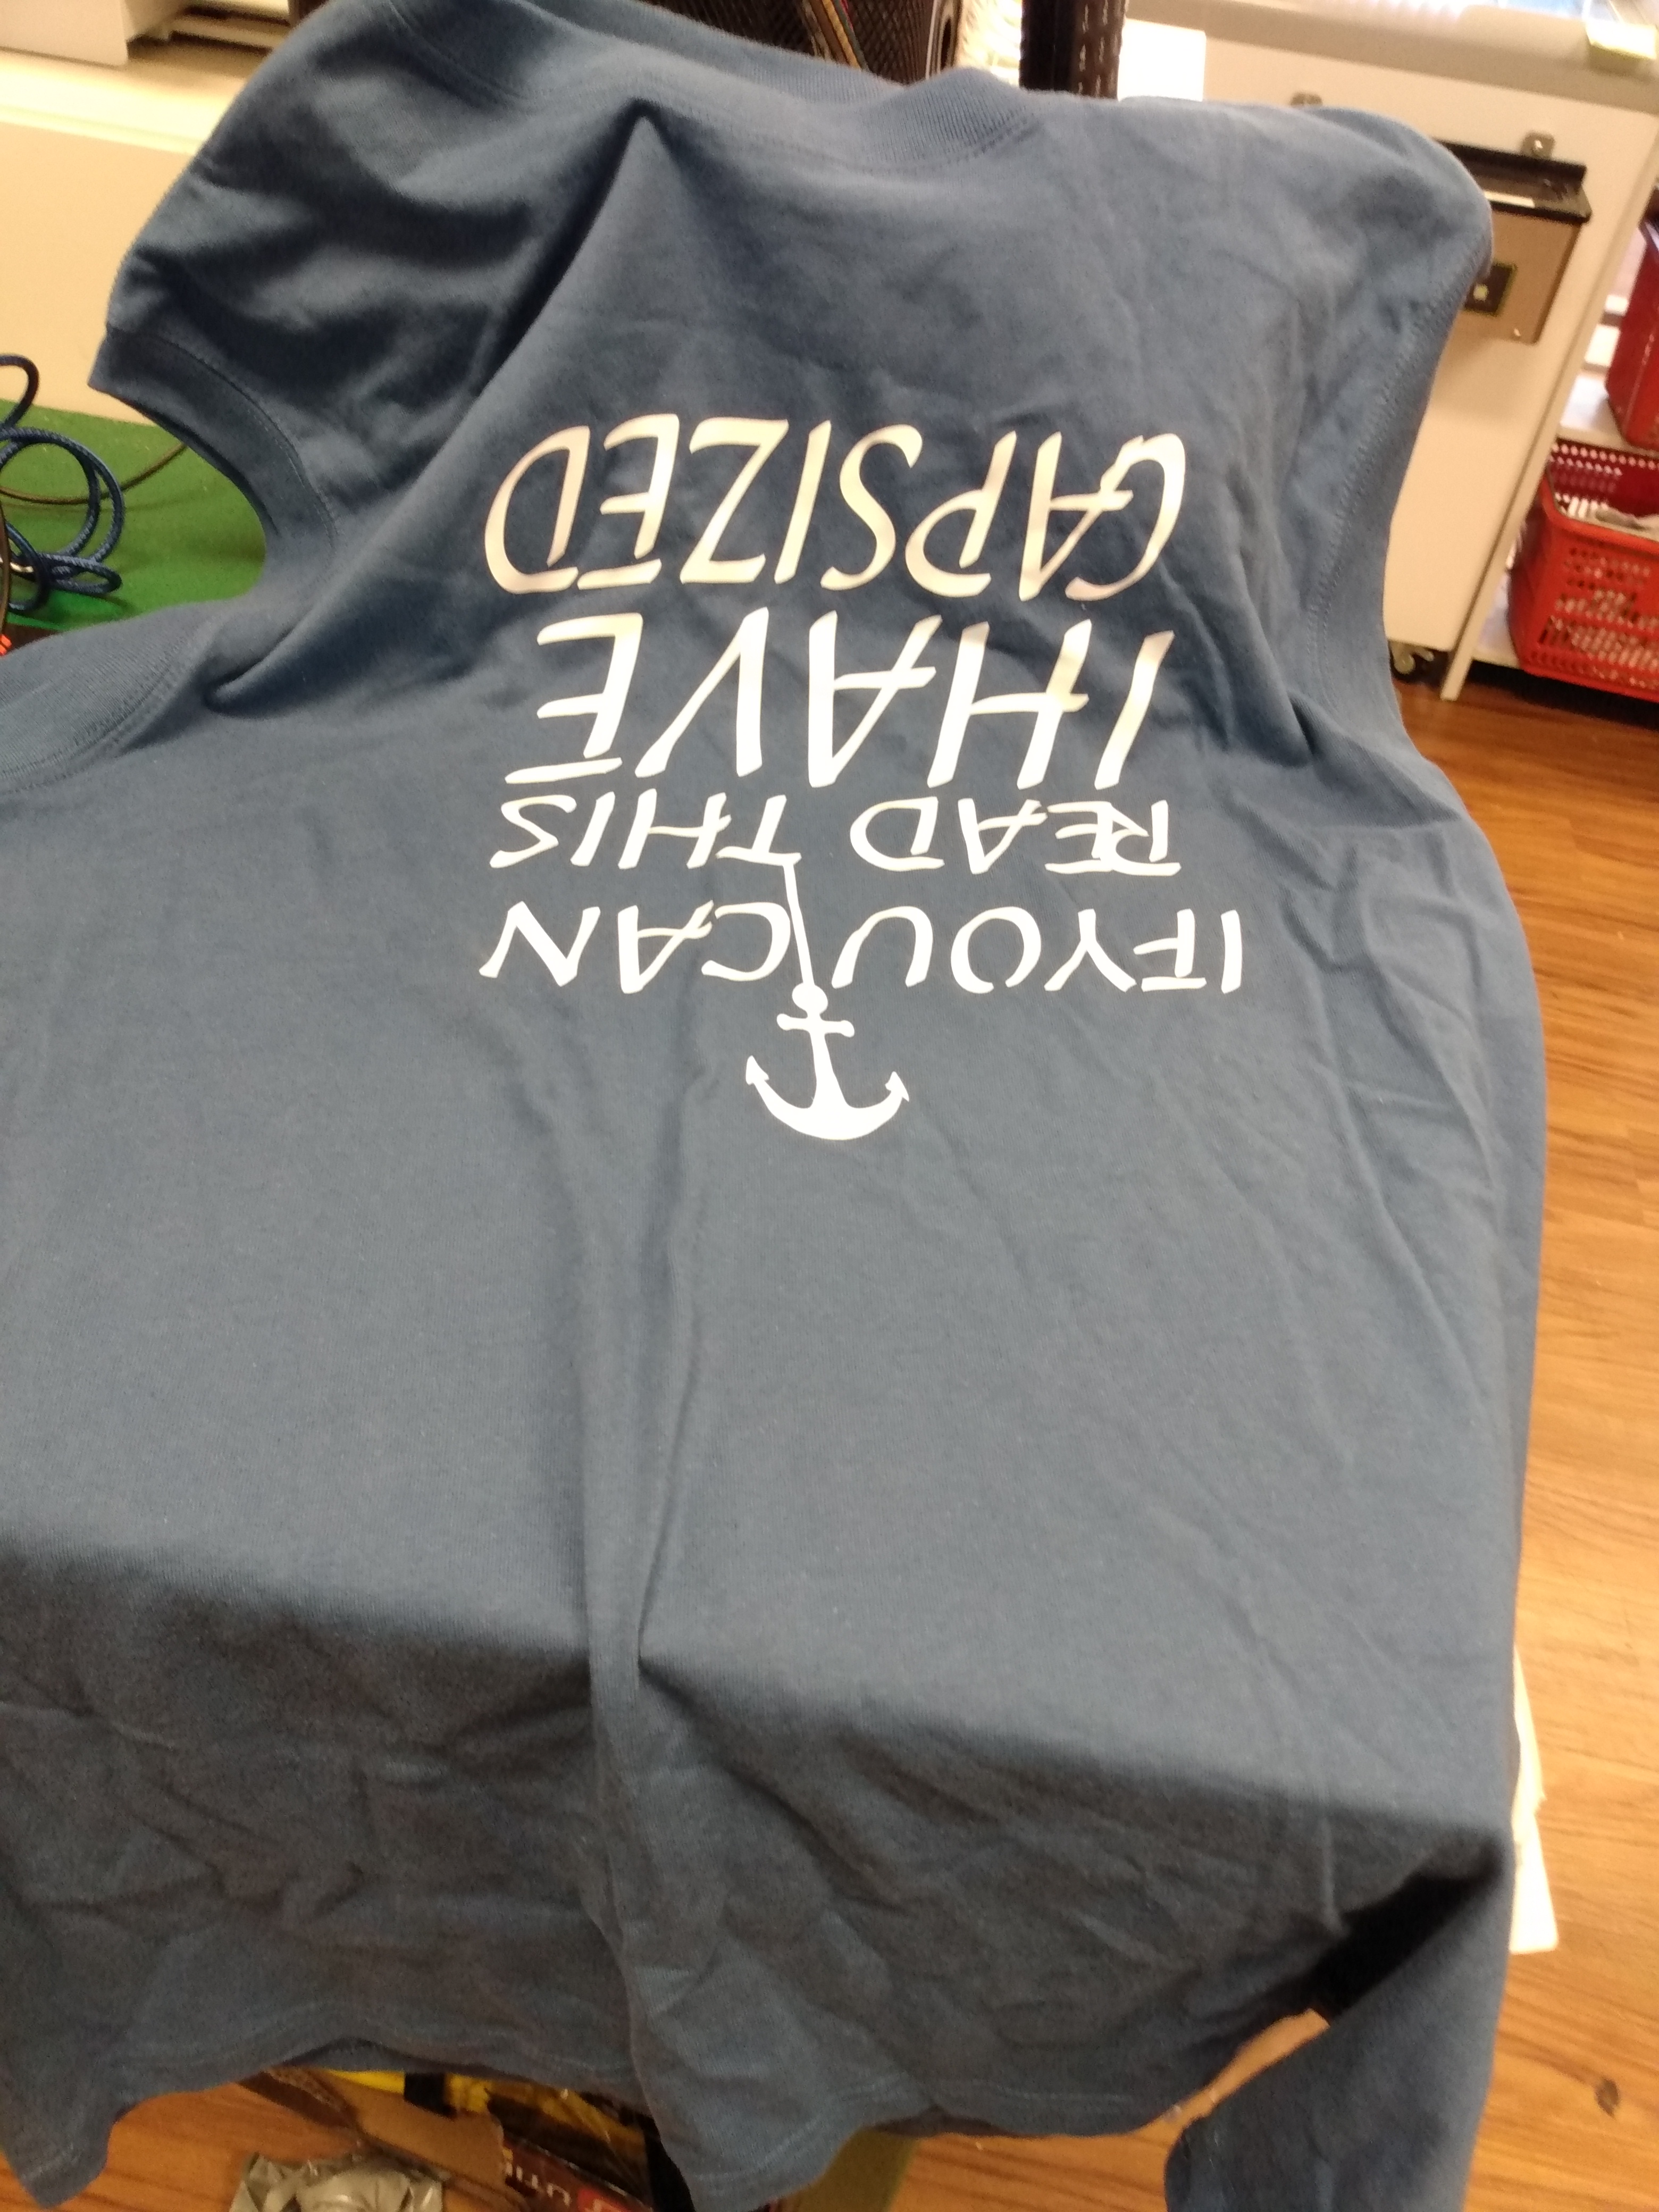 IF YOU CAN
READ THIS
I HAVE
CAPSIZED